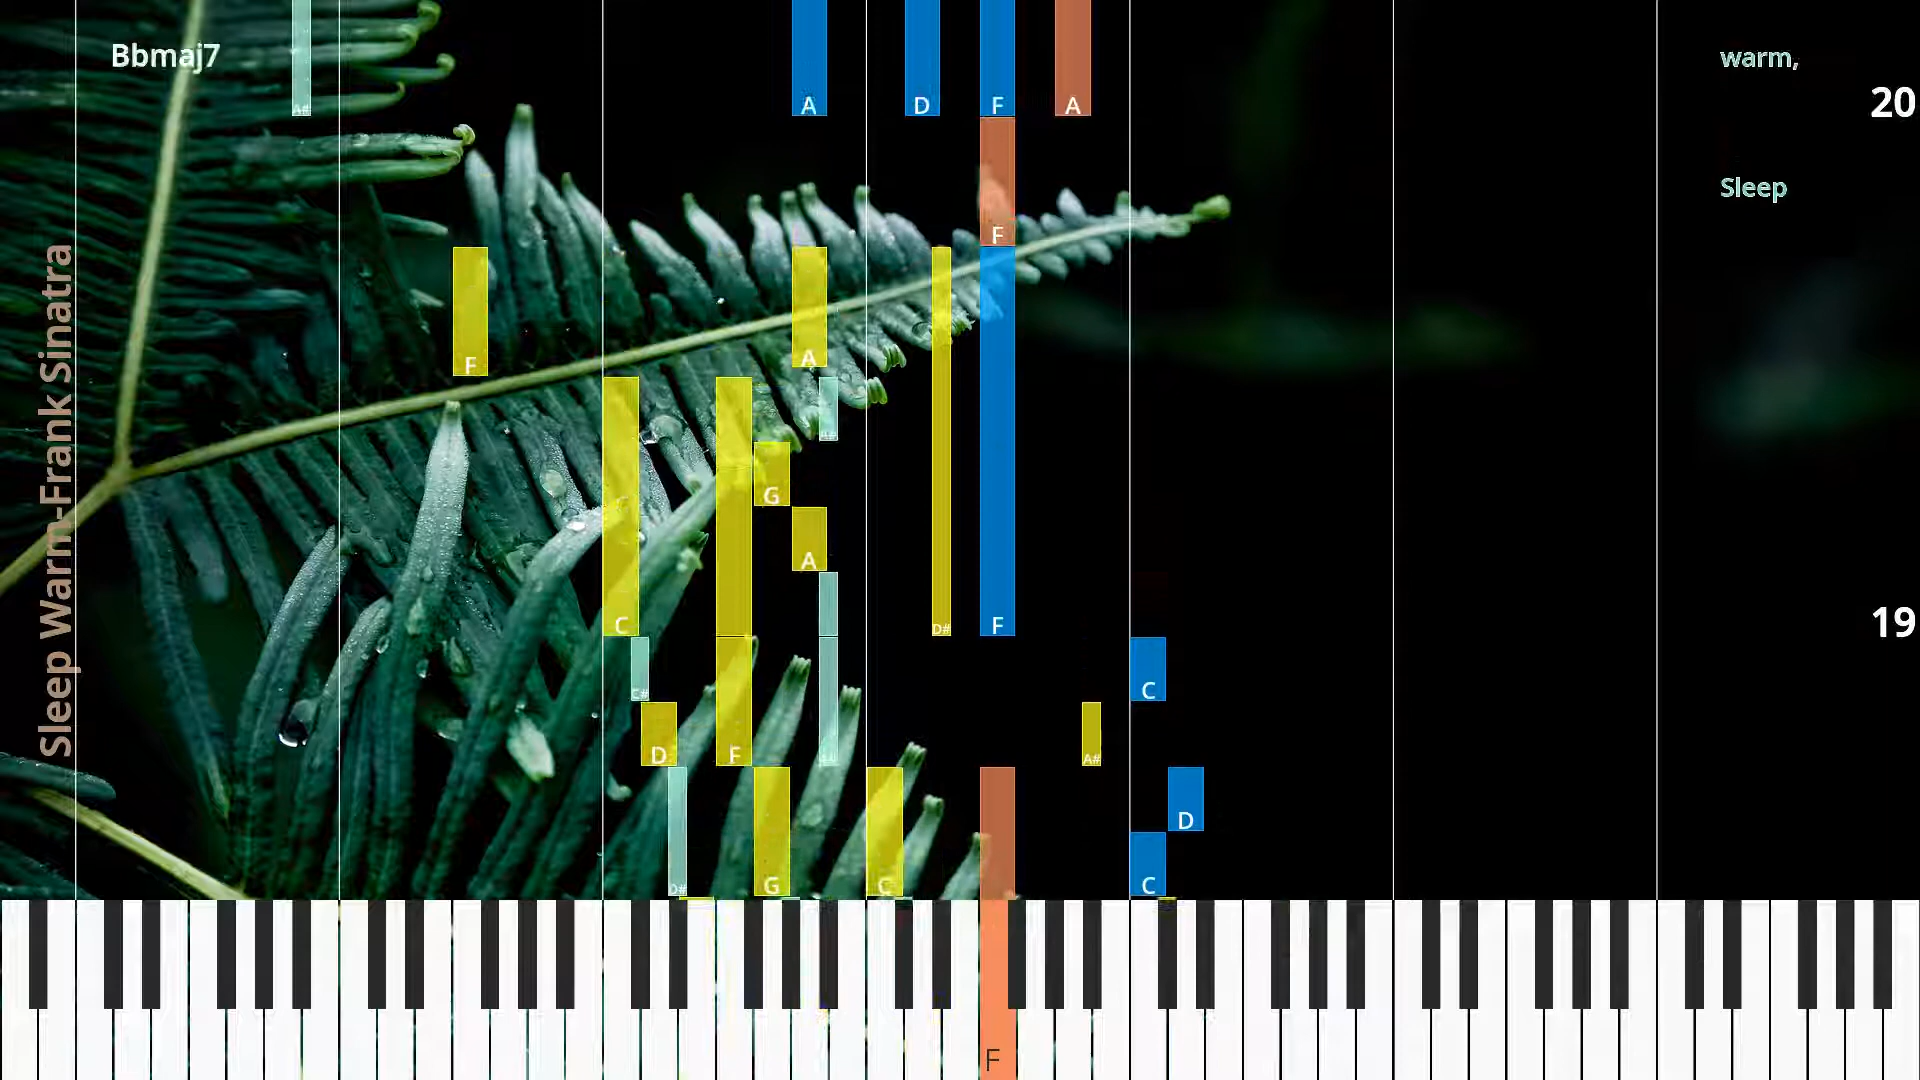 Bbmaj7
warm,
20
A#
A
D
F
A
Sleep
F
F
A
Sleep Warm-Frank Sinatra
G
A
C
D#
F
19
C#
C
D
F
A#
D
D#
G
C
C
F